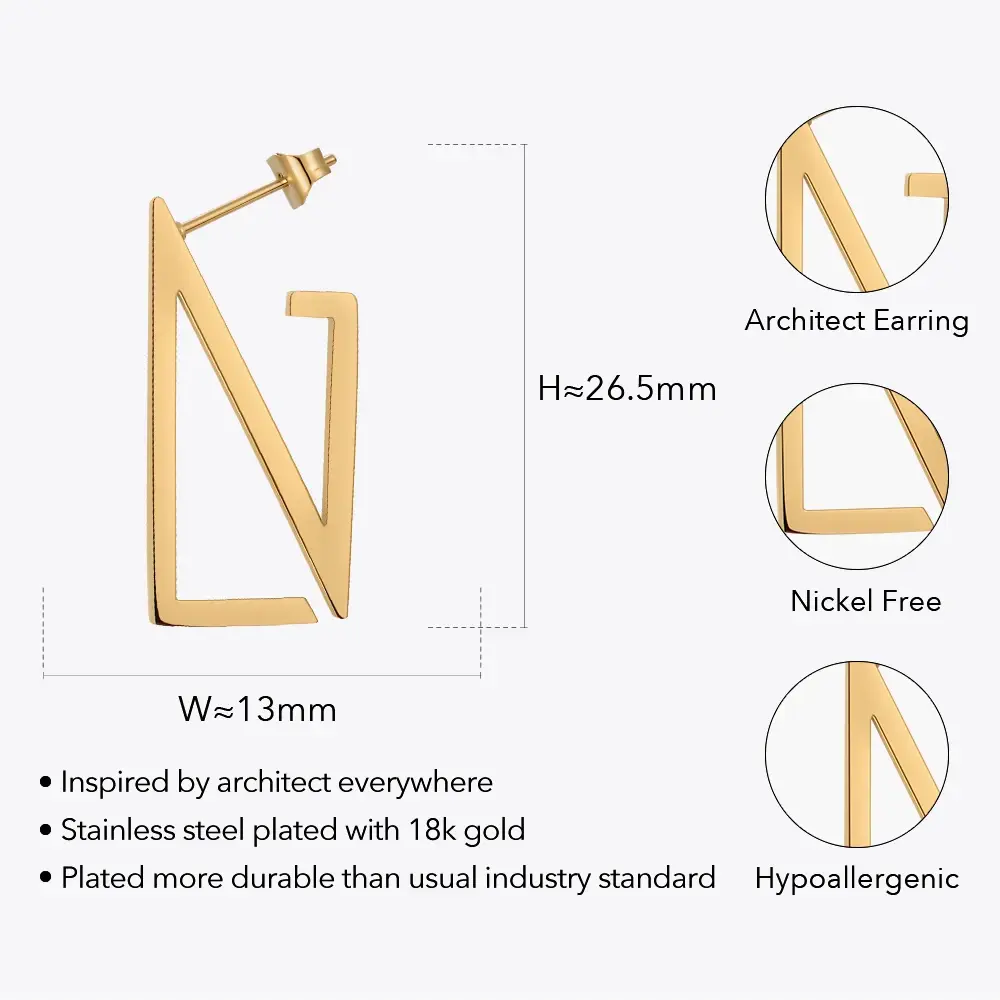 H≈26.5mm
W≈13mm
• Inspired by architect everywhere
• Stainless steel plated with 18k gold
• Plated more durable than usual industry standard
Architect Earring
Nickel Free
Hypoallergenic